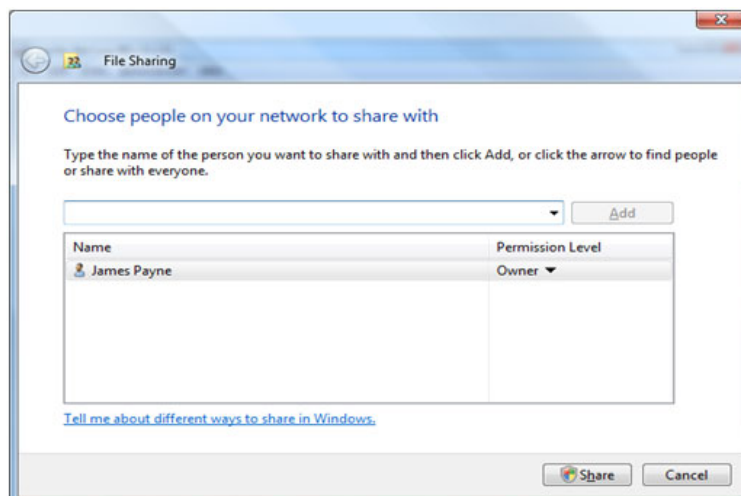 File Sharing
Choose people on your network to share with
Type the name of the person you want to share with and then click Add, or click the arrow to find people
or share with everyone.
Add
Name Permission Level
James Payne Owner
Tell me about different ways to share in Windows.
Share Cancel